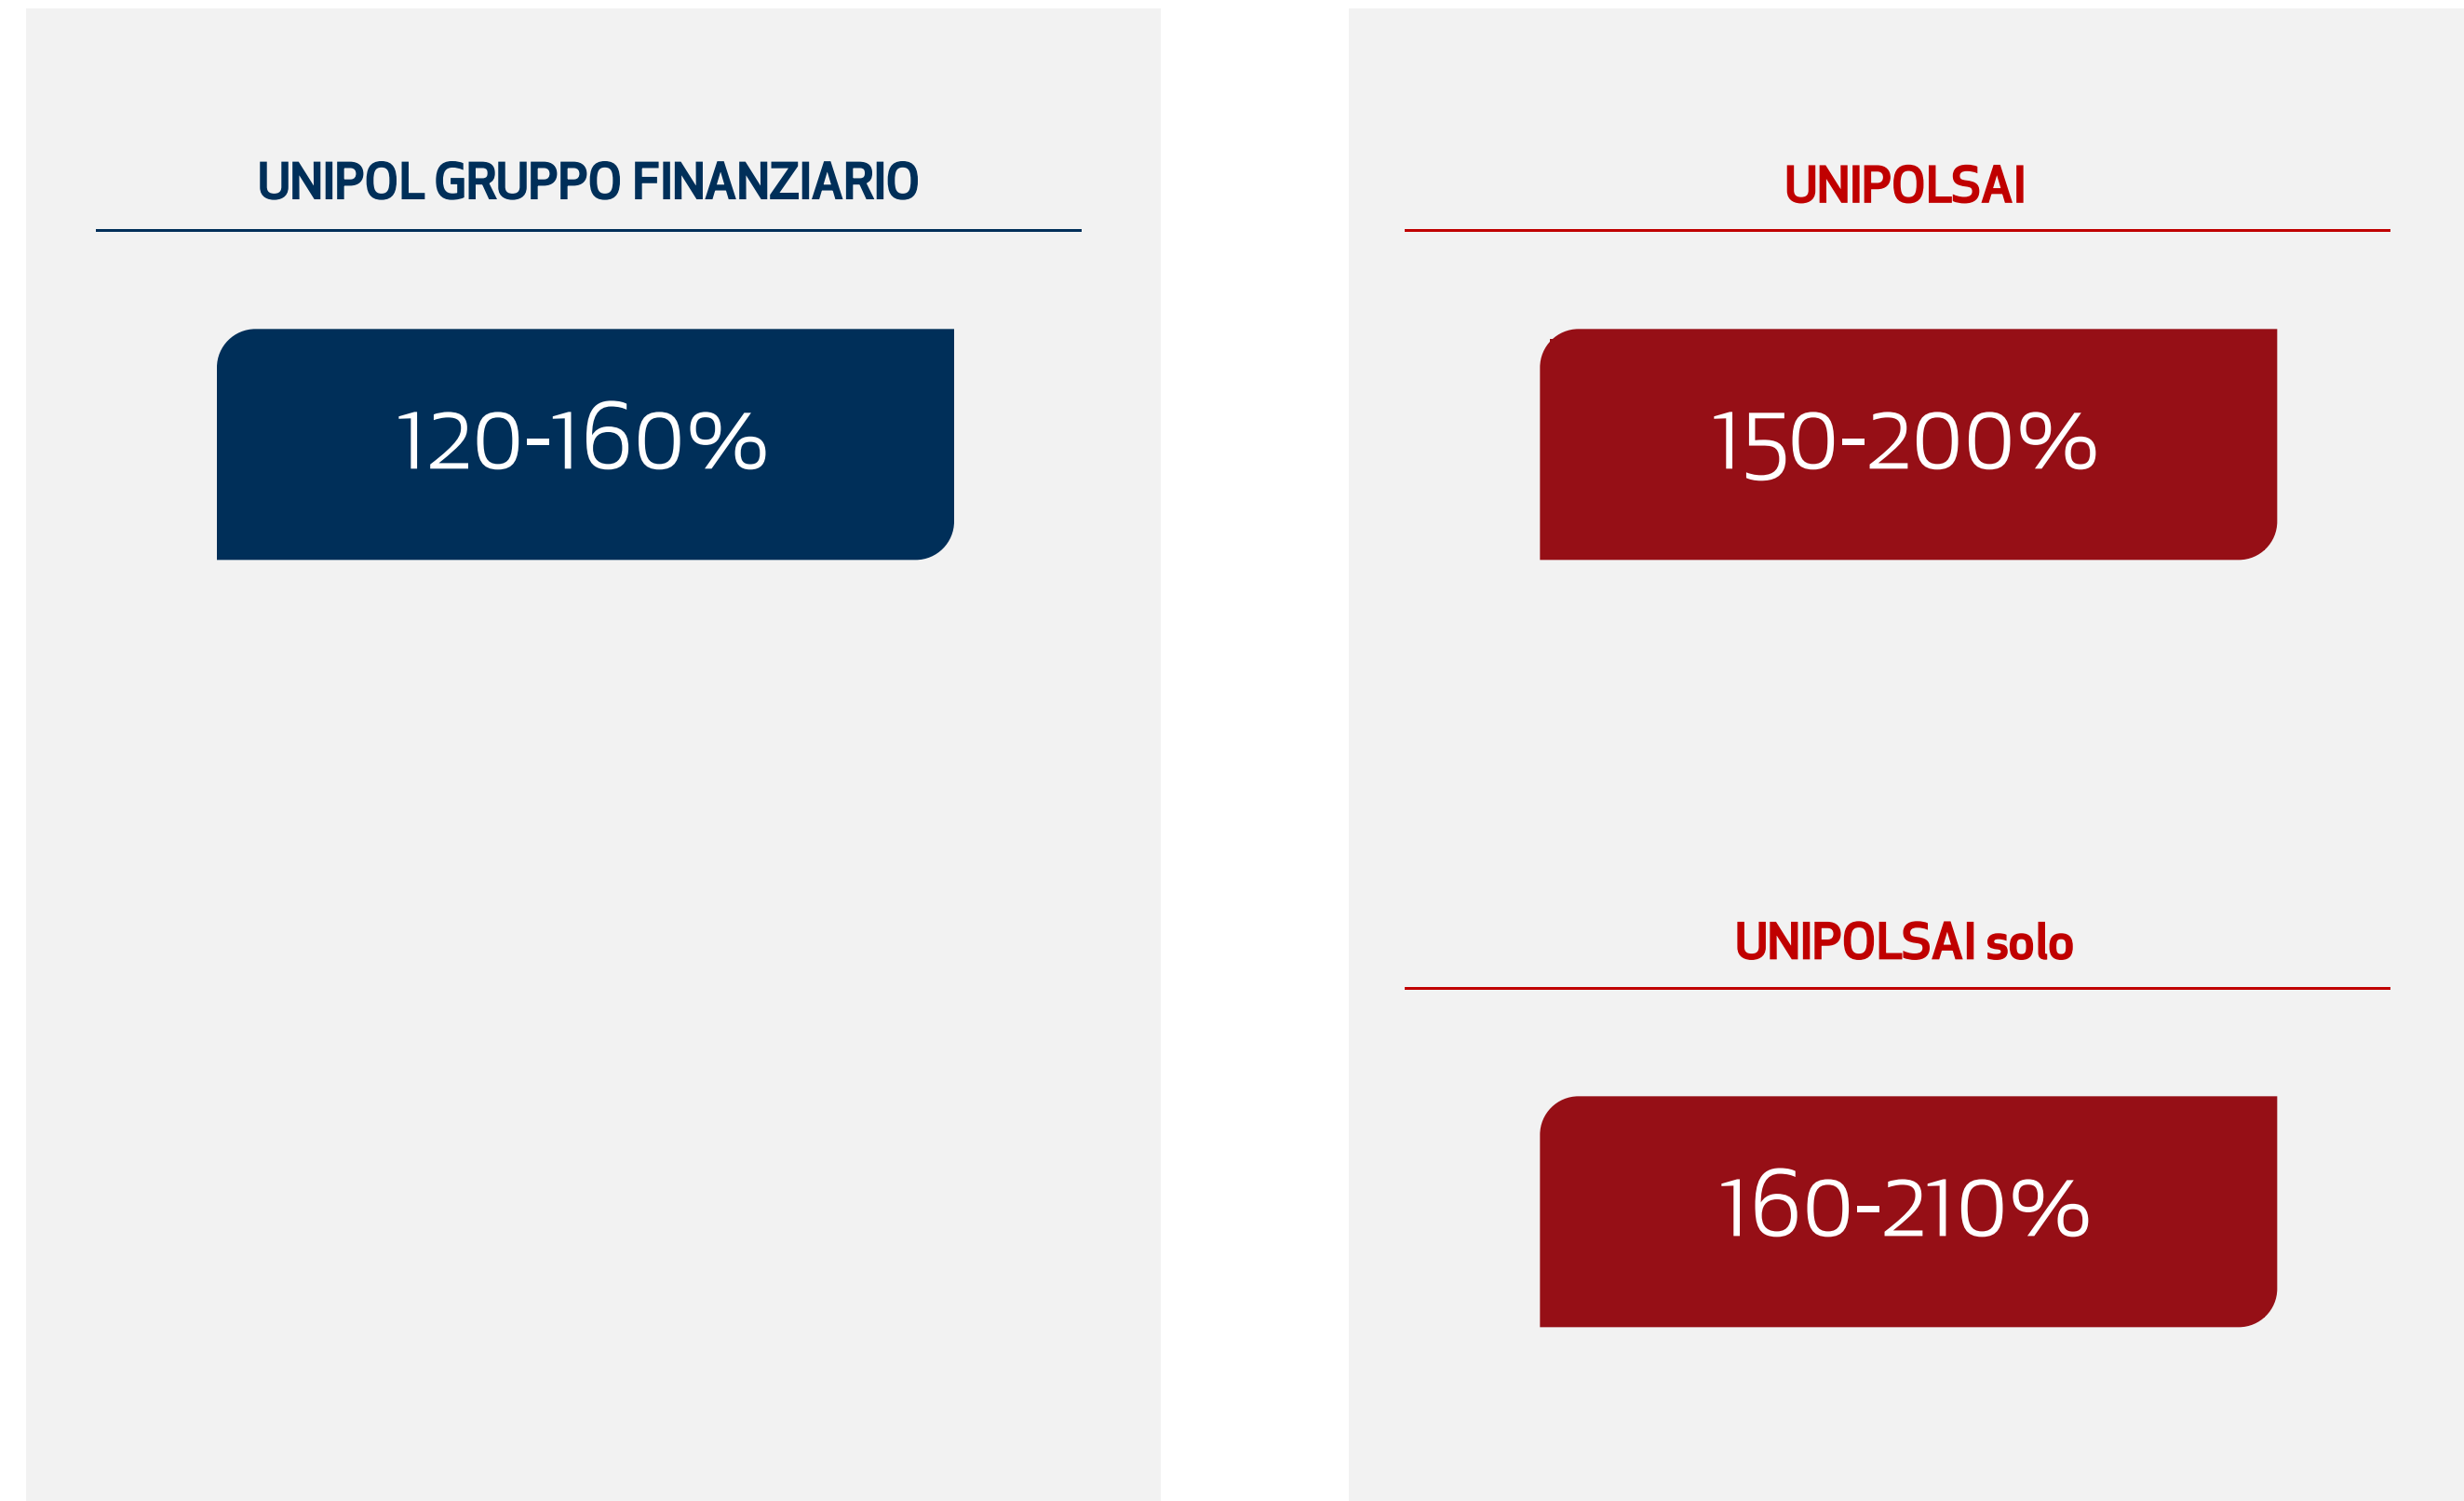 UNIPOL GRUPPO FINANZIARIO
120-160%
UNIPOLSAI
150-200%
UNIPOLSAI solo
160-210%